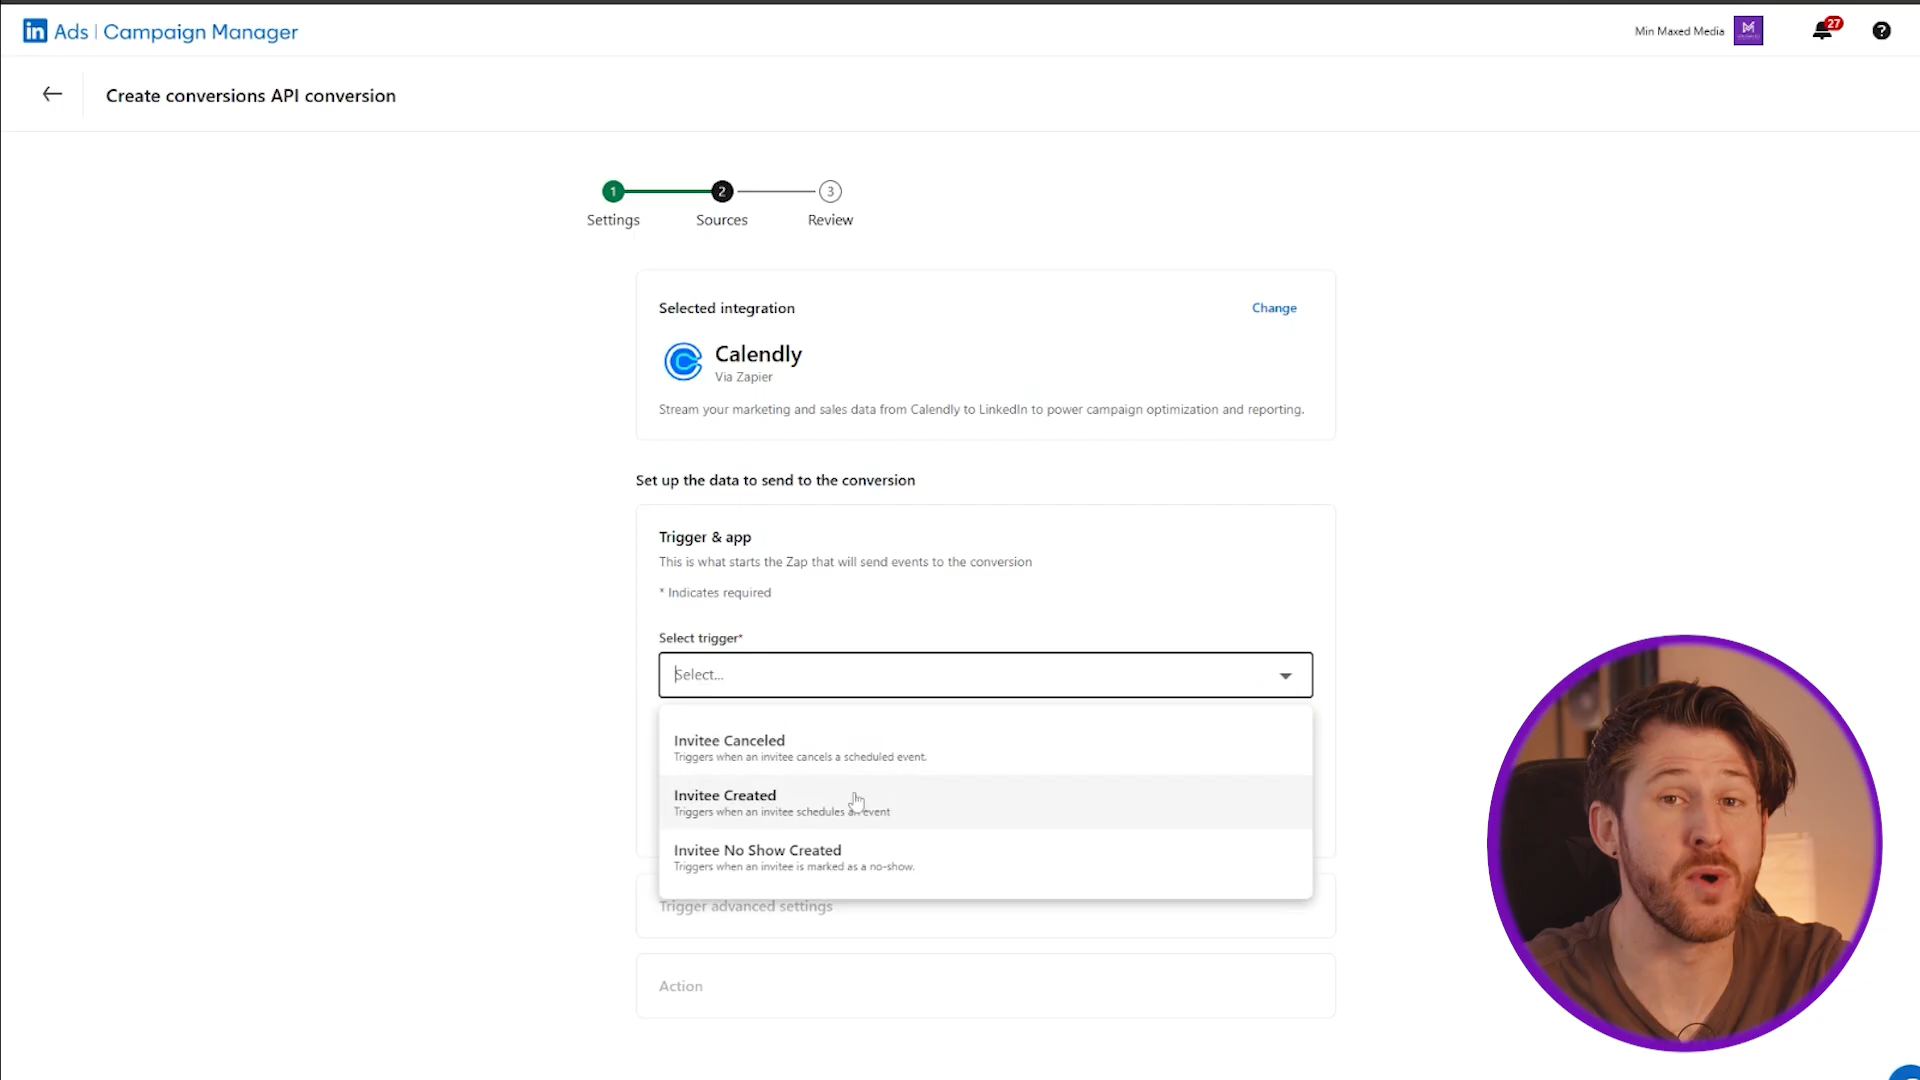 in Ads | Campaign Manager
Min Maxed Media
27
?
Create conversions API conversion
1 2 3
Settings Sources Review
Selected integration
Change
Calendly
Via Zapier
Stream your marketing and sales data from Calendly to LinkedIn to power campaign optimization and reporting.
Set up the data to send to the conversion
Trigger & app
This is what starts the Zap that will send events to the conversion
* Indicates required
Select trigger*
Select...
Invitee Canceled
Triggers when an invitee cancels a scheduled event.
Invitee Created
Triggers when an invitee schedules an event
Invitee No Show Created
Triggers when an invitee is marked as a no-show.
Trigger advanced settings
Action